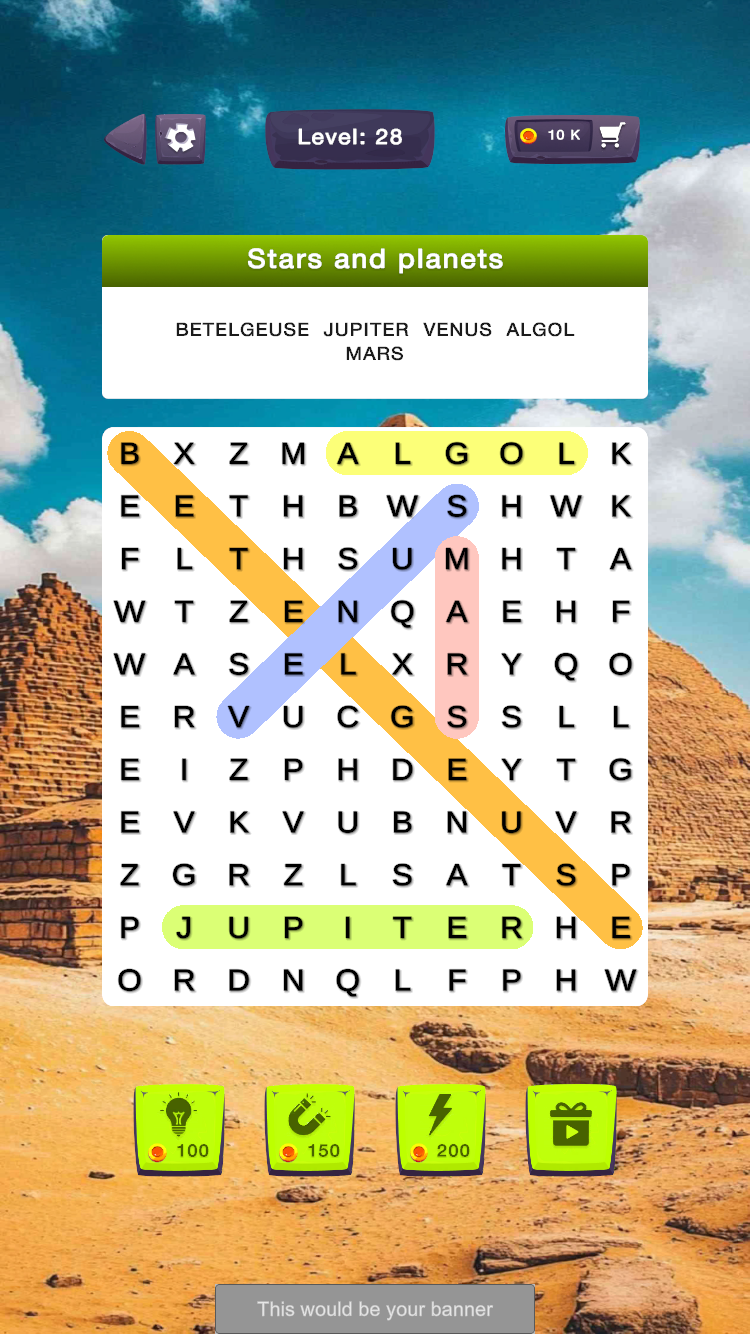 Level: 28
10 K
Stars and planets
BETELGEUSE JUPITER VENUS ALGOL
MARS
B X Z M A L G O L K
E E T H B W S H W K
F L T H S U M H T A
W T Z E N Q A E H F
W A S E L X R Y Q O
E R V U C G S S L L
E I Z P H D E Y T G
E V K V U B N U V R
Z G R Z L S A T S P
P J U P I T E R H E
O R D N Q L F P H W
100 150 200
This would be your banner